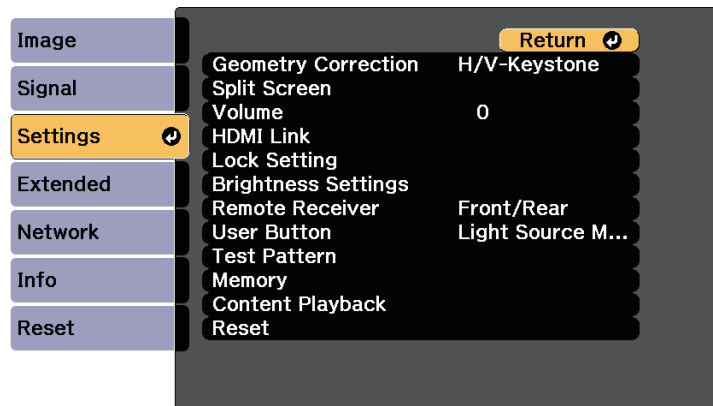 Image
Signal
Settings
Extended
Network
Info
Reset
Return
Geometry Correction H/V-Keystone
Split Screen
Volume 0
HDMI Link
Lock Setting
Brightness Settings
Remote Receiver Front/Rear
User Button Light Source M...
Test Pattern
Memory
Content Playback
Reset